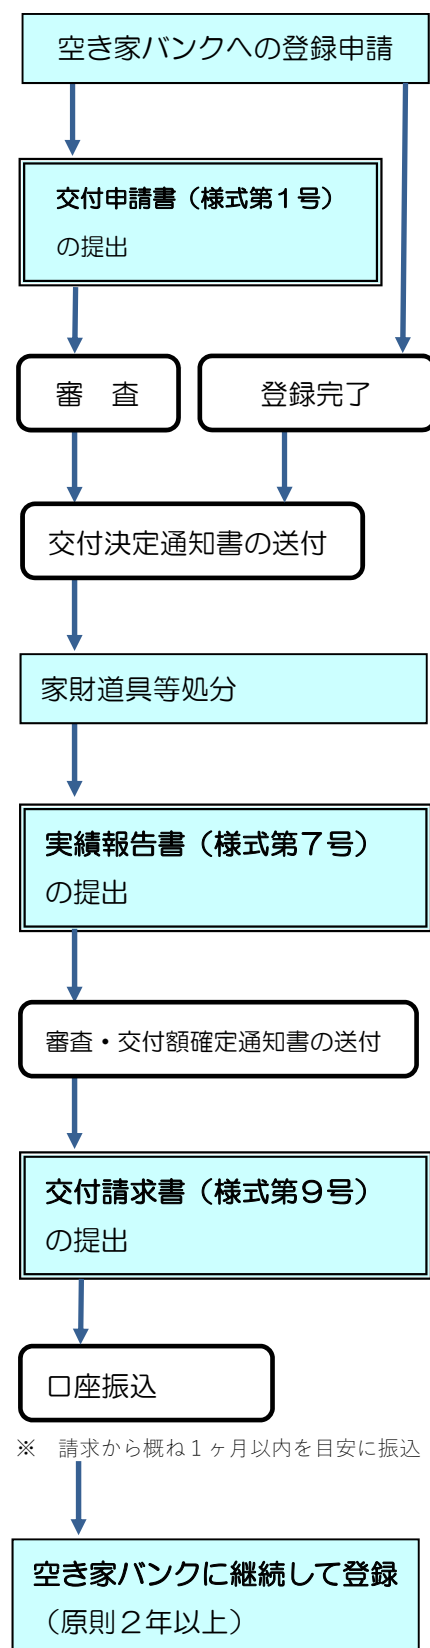 空き家バンクへの登録申請
交付申請書（様式第１号）
の提出
審　査
登録完了
交付決定通知書の送付
家財道具等処分
実績報告書（様式第７号）
の提出
審査・交付額確定通知書の送付
交付請求書（様式第９号）
の提出
口座振込
※　請求から概ね１ヶ月以内を目安に振込
空き家バンクに継続して登録
（原則２年以上）